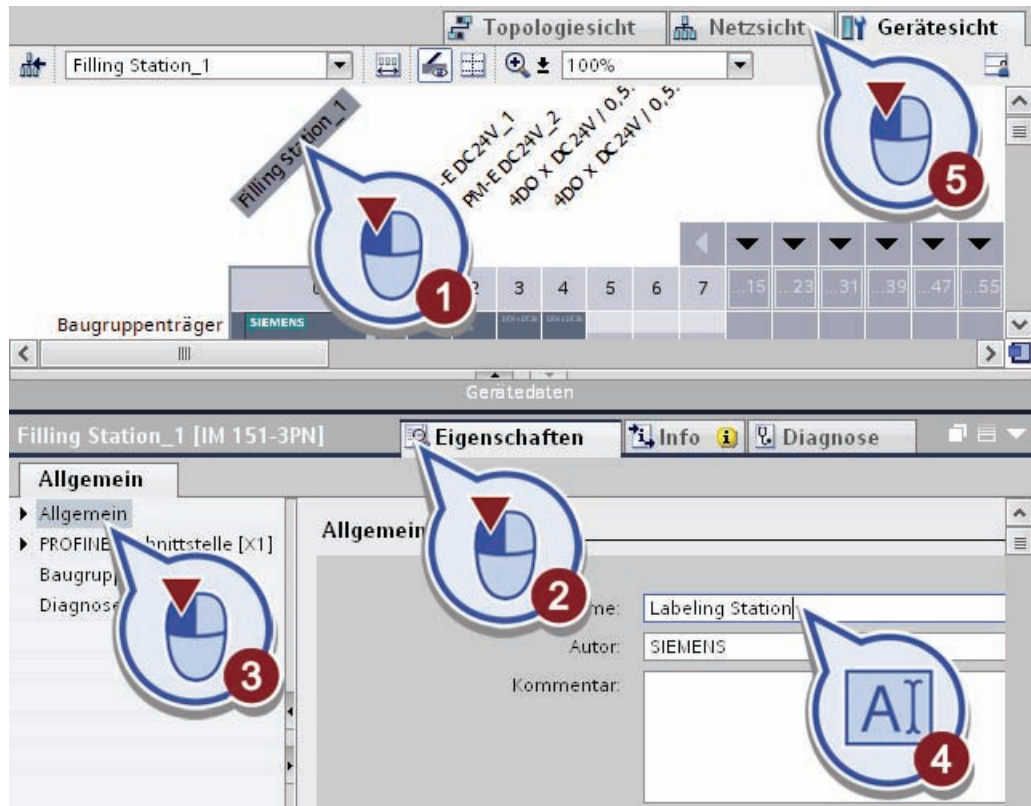 Topologiesicht Netzsicht Gerätesicht
Filling Station_1 100%
Filling Station_1
-E DC24V_1
PM-E DC24V_2
4DO x DC24V / 0,5.
4DO x DC24V / 0,5.
5
1
3 4 5 6 7 ...15 ...23 ...31 ...39 ...47 ...55
Baugruppenträger SIEMENS
Gerätedaten
Filling Station_1 [IM 151-3PN] Eigenschaften Info Diagnose
Allgemein
Allgemein
PROFINE hnittstelle [X1]
Baugrup
Diagnose
Allgemein
me: Labeling Station
Autor: SIEMENS
Kommentar:
2
3
A
4